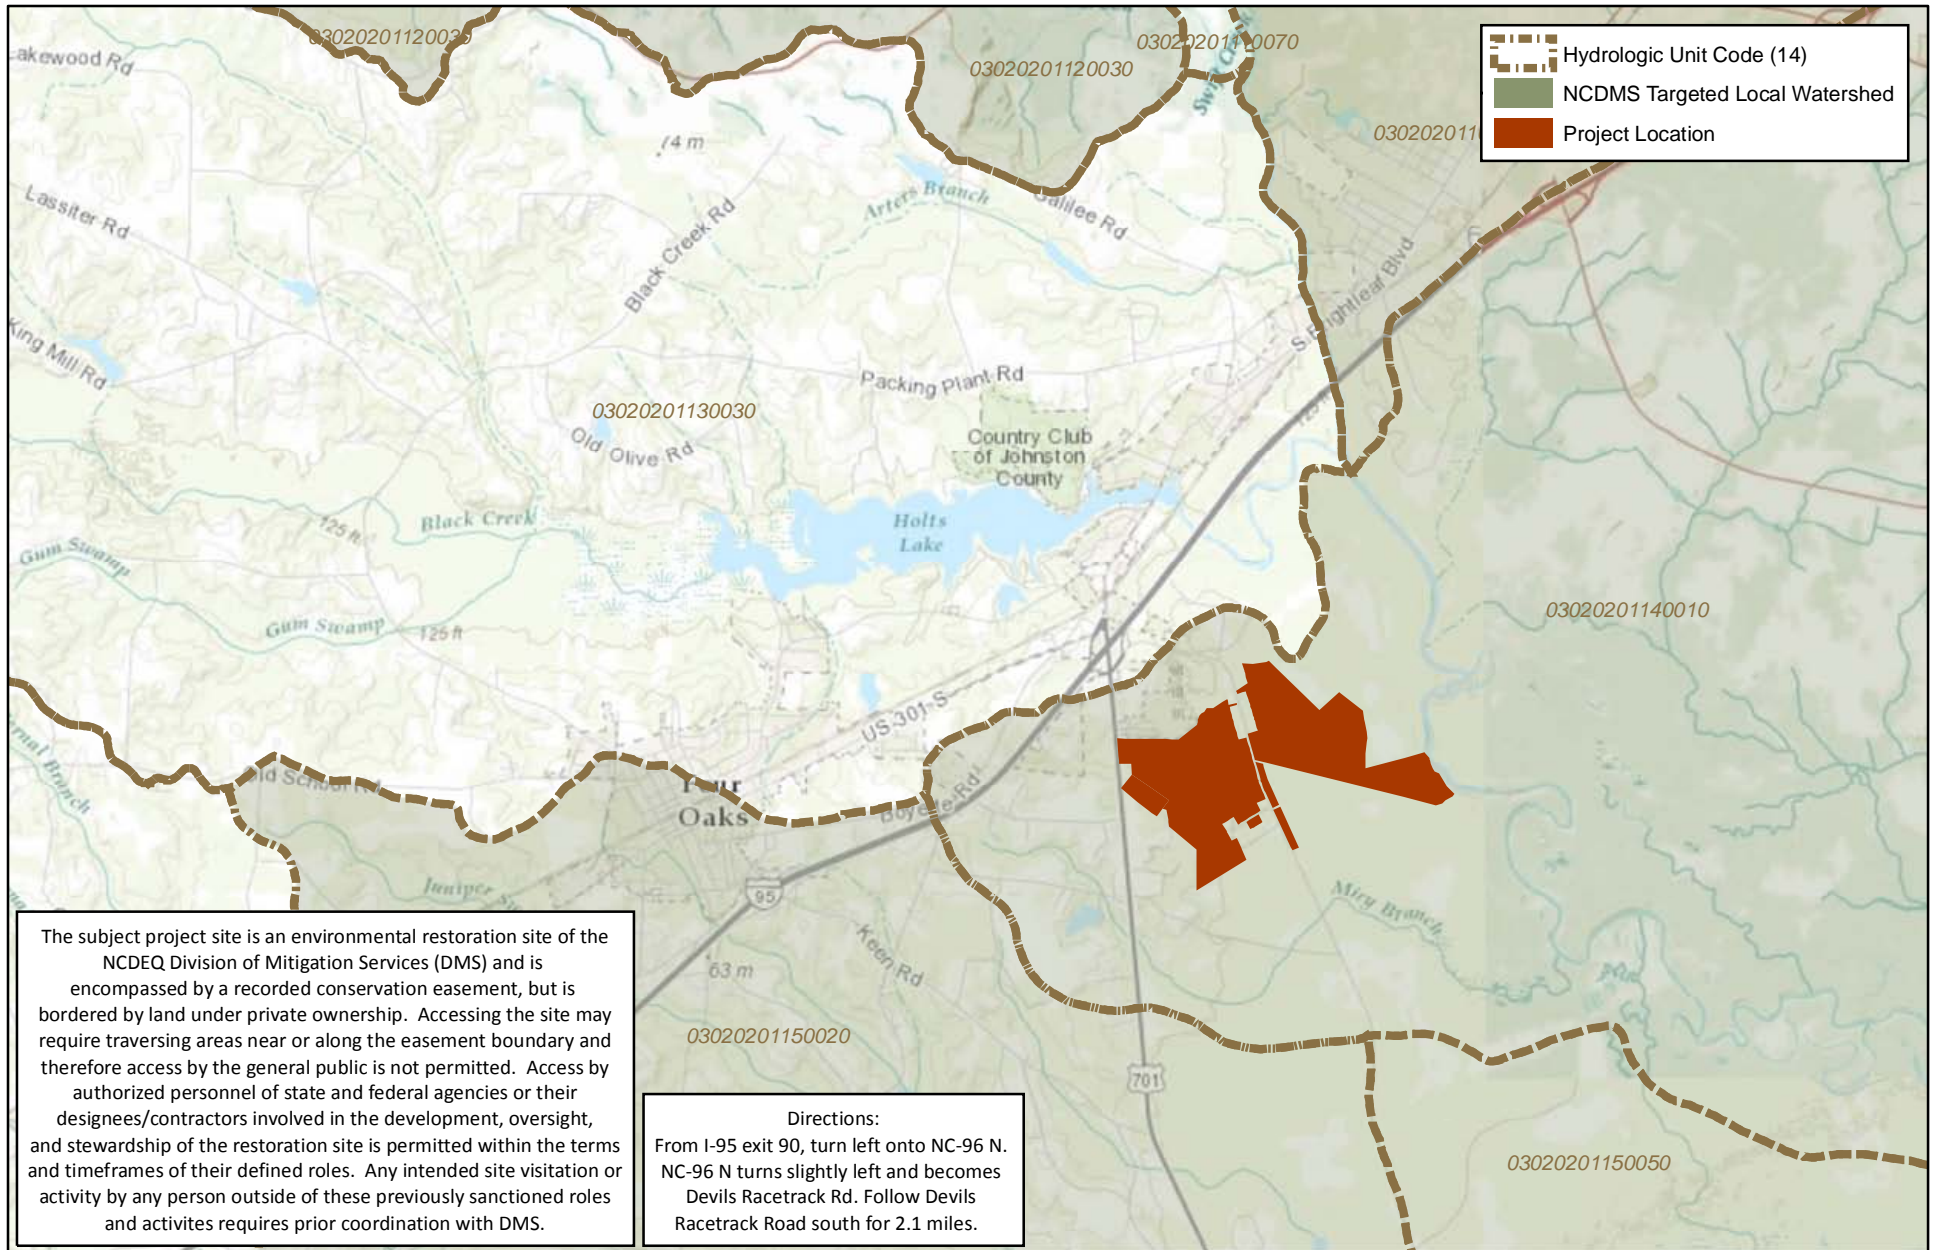 03020201120030
03020201110070
03020201120030
Hydrologic Unit Code (14)
NCDMS Targeted Local Watershed
Project Location
akewood Rd
Lassiter Rd
74 m
Black Creek Rd
Arters Branch
Galilee Rd
S Brightleaf Blvd
King Mill Rd
Packing Plant Rd
03020201130030
Old Olive Rd
Country Club
of Johnston
County
125 ft
Black Creek
Holts
Lake
Gum Swamp
Gum Swamp
125 ft
03020201140010
US-301-S
Old School Rd
Four
Oaks
Boyette Rd
Juniper
95
Keen Rd
63 m
Miry Branch
03020201150020
701
03020201150050
The subject project site is an environmental restoration site of the
NCDEQ Division of Mitigation Services (DMS) and is
encompassed by a recorded conservation easement, but is
bordered by land under private ownership. Accessing the site may
require traversing areas near or along the easement boundary and
therefore access by the general public is not permitted. Access by
authorized personnel of state and federal agencies or their
designees/contractors involved in the development, oversight,
and stewardship of the restoration site is permitted within the terms
and timeframes of their defined roles. Any intended site visitation or
activity by any person outside of these previously sanctioned roles
and activites requires prior coordination with DMS.
Directions:
From I-95 exit 90, turn left onto NC-96 N.
NC-96 N turns slightly left and becomes
Devils Racetrack Rd. Follow Devils
Racetrack Road south for 2.1 miles.